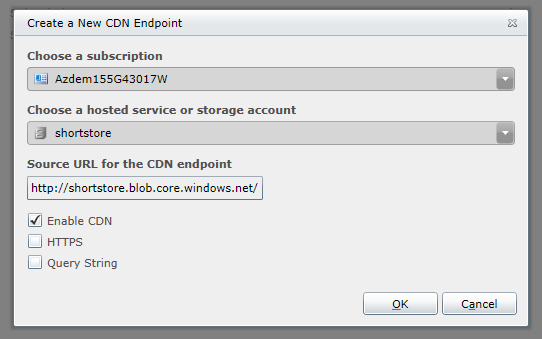 Create a New CDN Endpoint
Choose a subscription
Azdem155G43017W
Choose a hosted service or storage account
shortstore
Source URL for the CDN endpoint
http://shortstore.blob.core.windows.net/
Enable CDN
HTTPS
Query String
OK Cancel